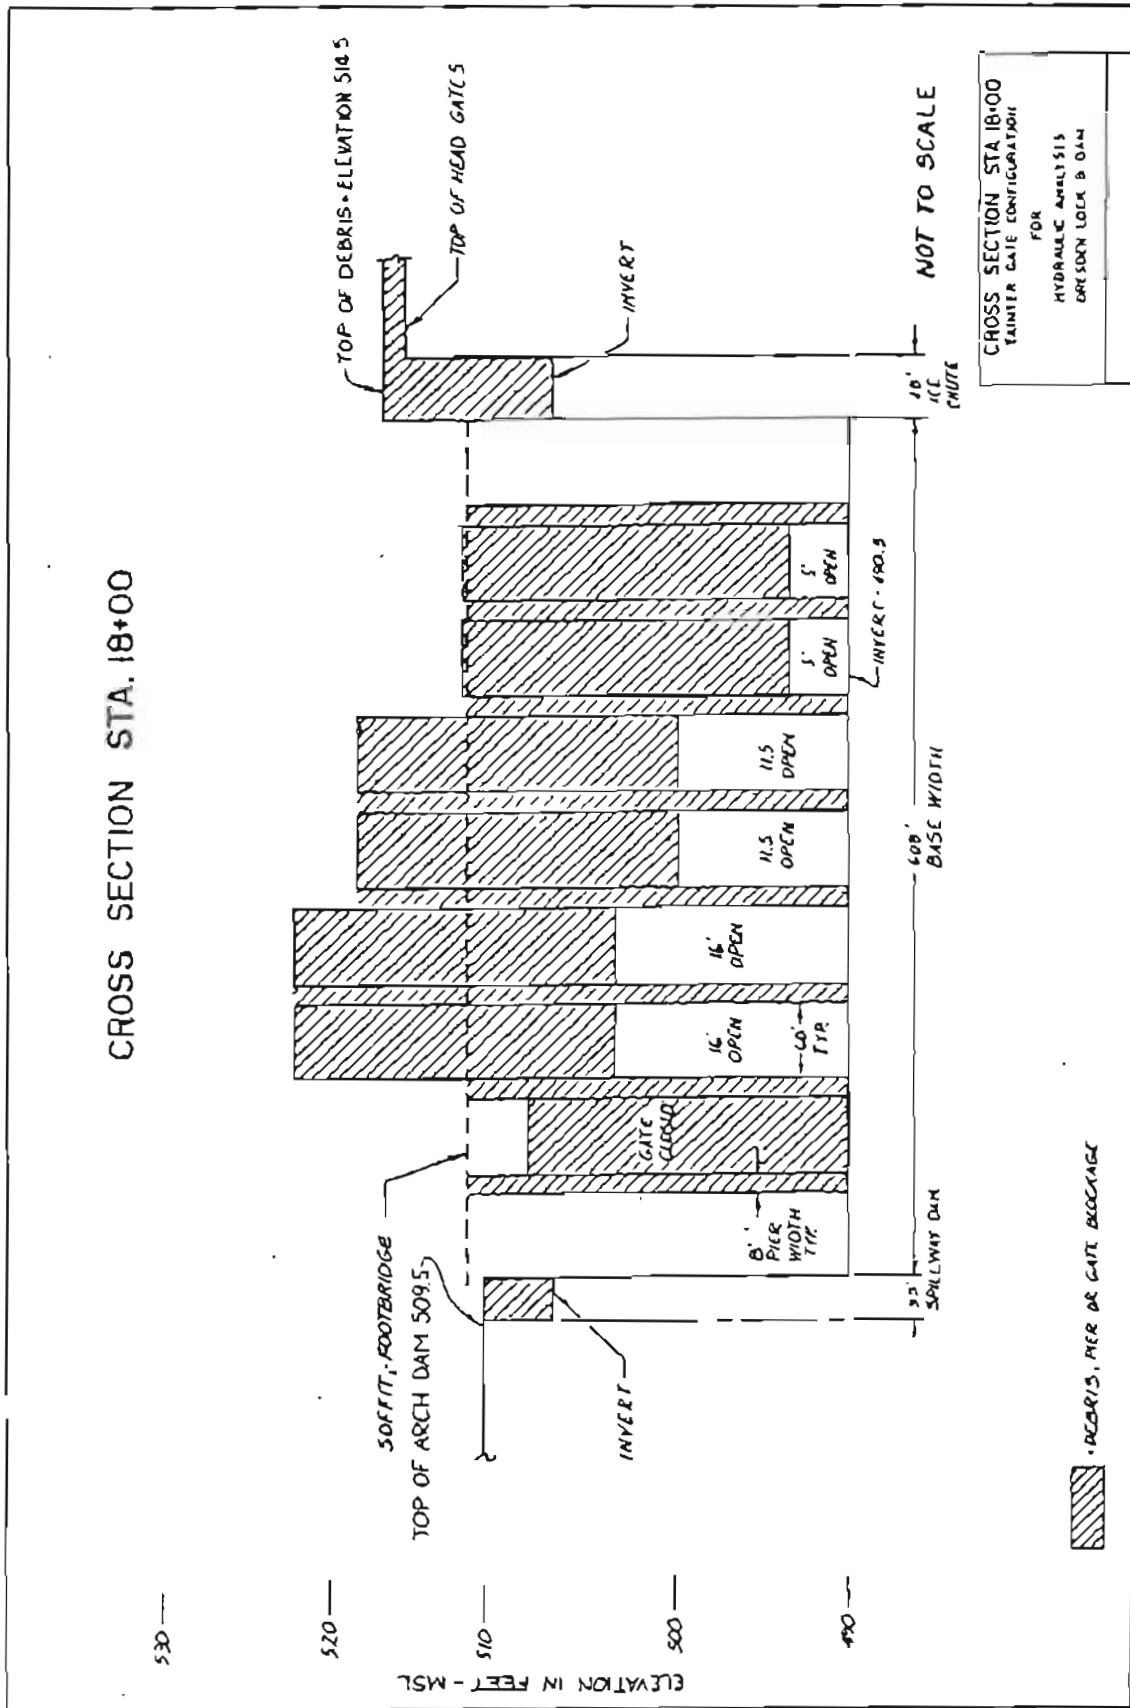 CROSS SECTION STA. 18+00
530
520
510
500
490
ELEVATION IN FEET - MSL
SOFFIT, FOOTBRIDGE
TOP OF ARCH DAM 509.5
INVERT
TOP OF DEBRIS - ELEVATION 514.5
TOP OF HEAD GATES
INVERT
GATE
CLOSED
8'
PIER
WIDTH
TYP.
16'
OPEN
60'
TYP.
16'
OPEN
11.5
OPEN
11.5
OPEN
5'
OPEN
5'
OPEN
INVERT - 490.5
SPILLWAY DAM
608'
BASE WIDTH
18'
ICE
CHUTE
NOT TO SCALE
- DEBRIS, PIER OR GATE BLOCKAGE
CROSS SECTION STA 18+00
TAINTER GATE CONFIGURATION
FOR
HYDRAULIC ANALYSIS
DRESDEN LOCK & DAM